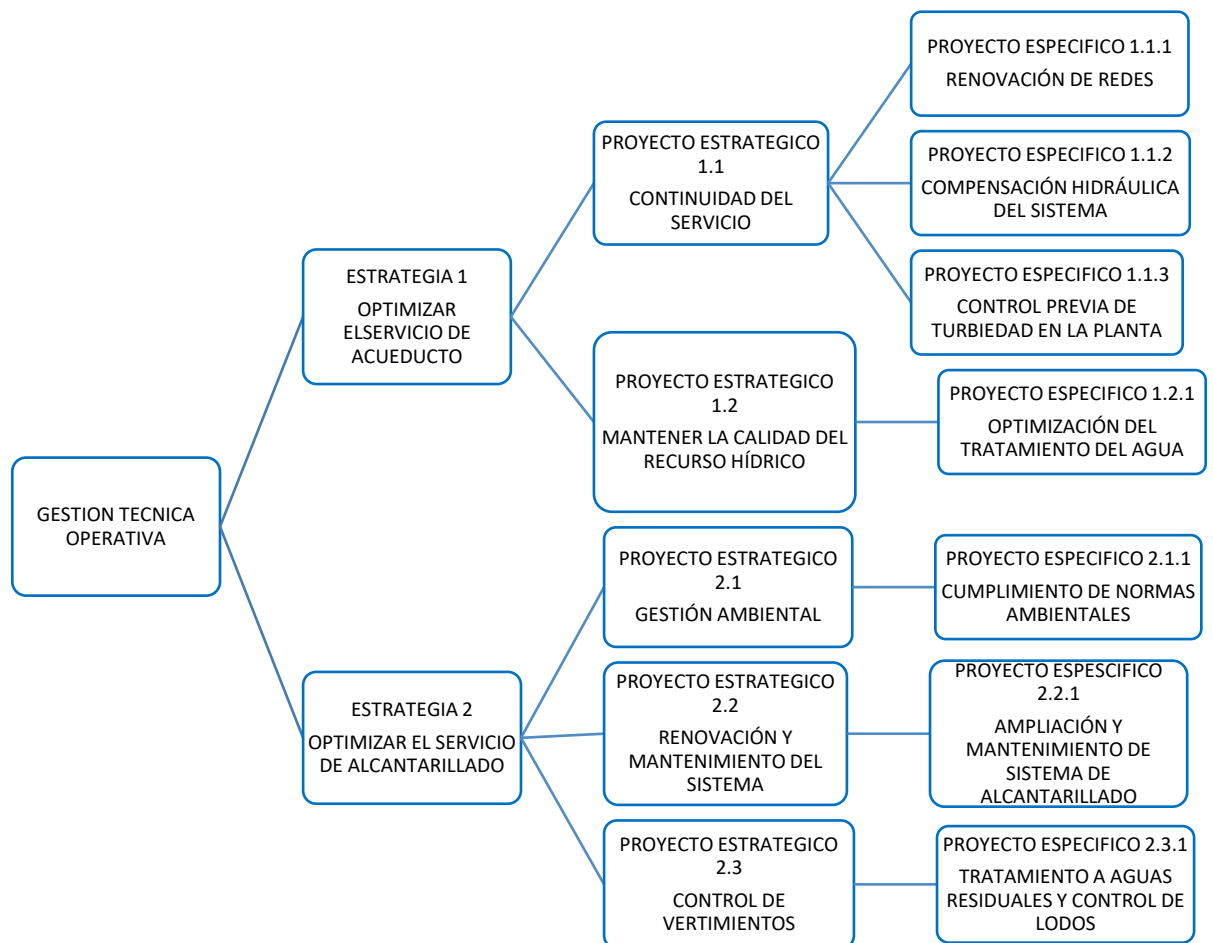 GESTION TECNICA
OPERATIVA
ESTRATEGIA 1
OPTIMIZAR
ELSERVICIO DE
ACUEDUCTO
PROYECTO ESTRATEGICO
1.1
CONTINUIDAD DEL
SERVICIO
PROYECTO ESPECIFICO 1.1.1
RENOVACIÓN DE REDES
PROYECTO ESPECIFICO 1.1.2
COMPENSACIÓN HIDRÁULICA
DEL SISTEMA
PROYECTO ESPECIFICO 1.1.3
CONTROL PREVIA DE
TURBIEDAD EN LA PLANTA
PROYECTO ESTRATEGICO
1.2
MANTENER LA CALIDAD DEL
RECURSO HÍDRICO
PROYECTO ESPECIFICO 1.2.1
OPTIMIZACIÓN DEL
TRATAMIENTO DEL AGUA
ESTRATEGIA 2
OPTIMIZAR EL SERVICIO
DE ALCANTARILLADO
PROYECTO ESTRATEGICO
2.1
GESTIÓN AMBIENTAL
PROYECTO ESPECIFICO 2.1.1
CUMPLIMIENTO DE NORMAS
AMBIENTALES
PROYECTO ESTRATEGICO
2.2
RENOVACIÓN Y
MANTENIMIENTO DEL
SISTEMA
PROYECTO ESPESCIFICO
2.2.1
AMPLIACIÓN Y
MANTENIMIENTO DE
SISTEMA DE
ALCANTARILLADO
PROYECTO ESTRATEGICO
2.3
CONTROL DE
VERTIMIENTOS
PROYECTO ESPECIFICO 2.3.1
TRATAMIENTO A AGUAS
RESIDUALES Y CONTROL DE
LODOS